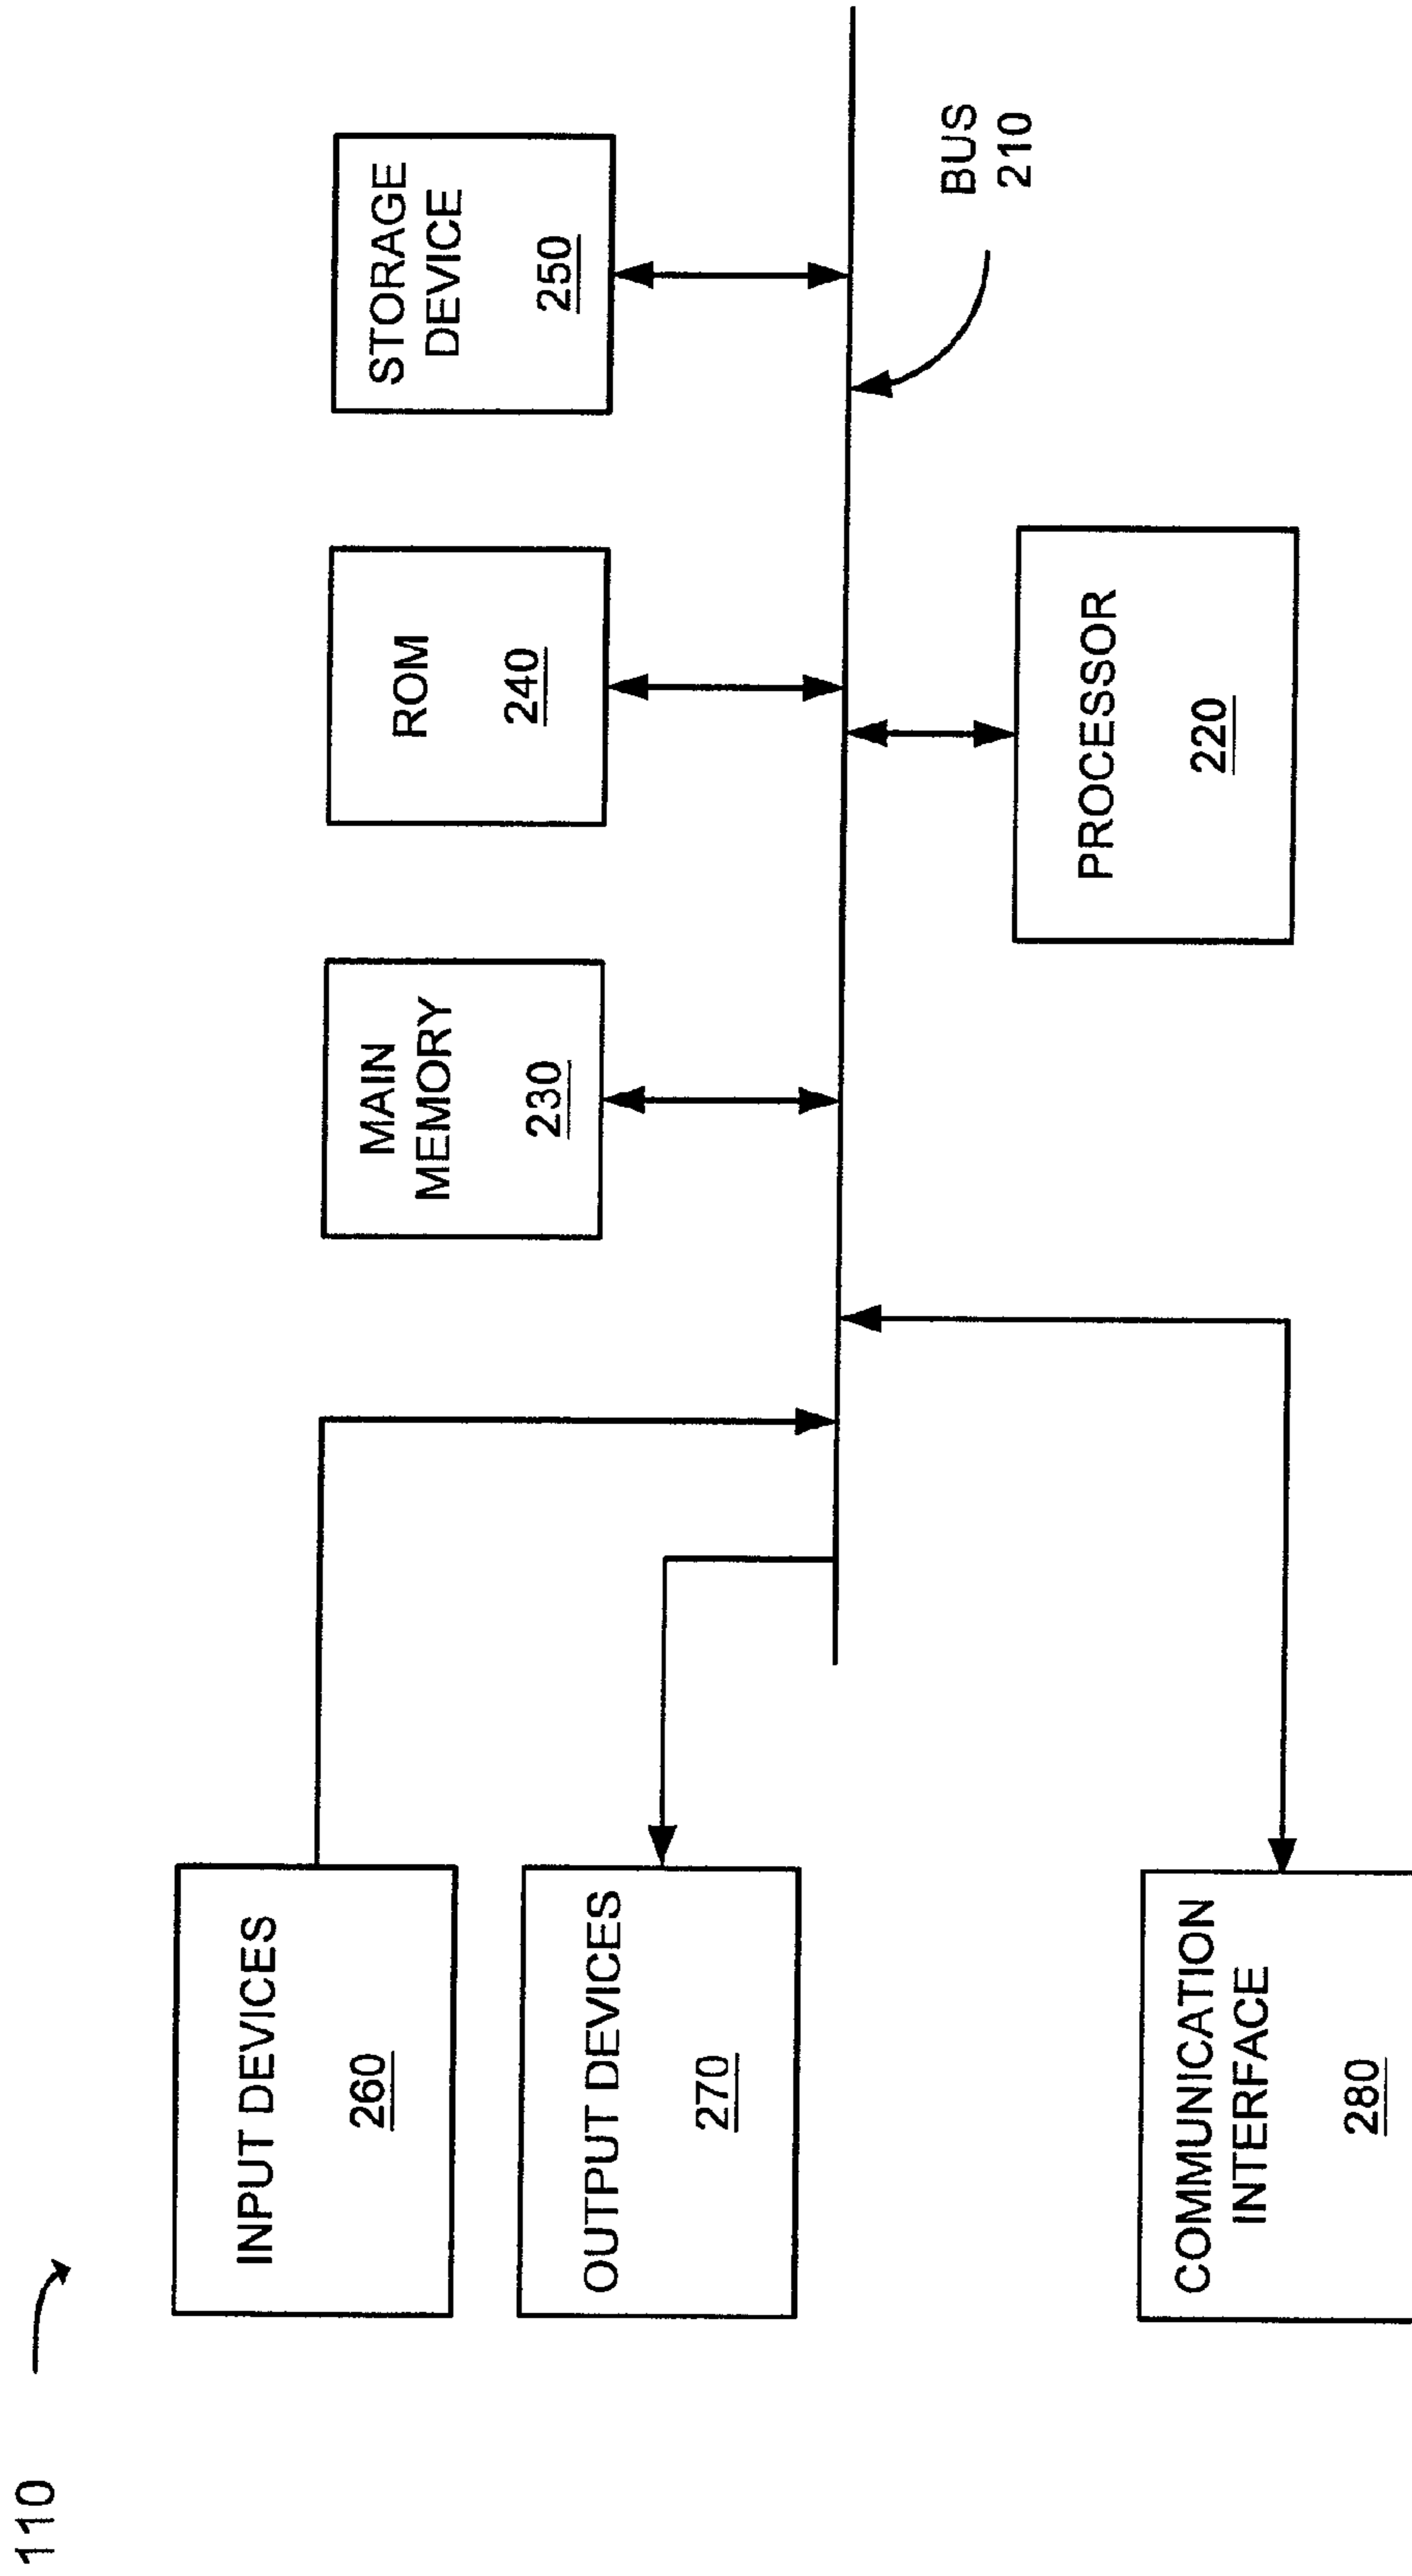 110
INPUT DEVICES
260
OUTPUT DEVICES
270
COMMUNICATION
INTERFACE
280
MAIN
MEMORY
230
ROM
240
STORAGE
DEVICE
250
PROCESSOR
220
BUS
210